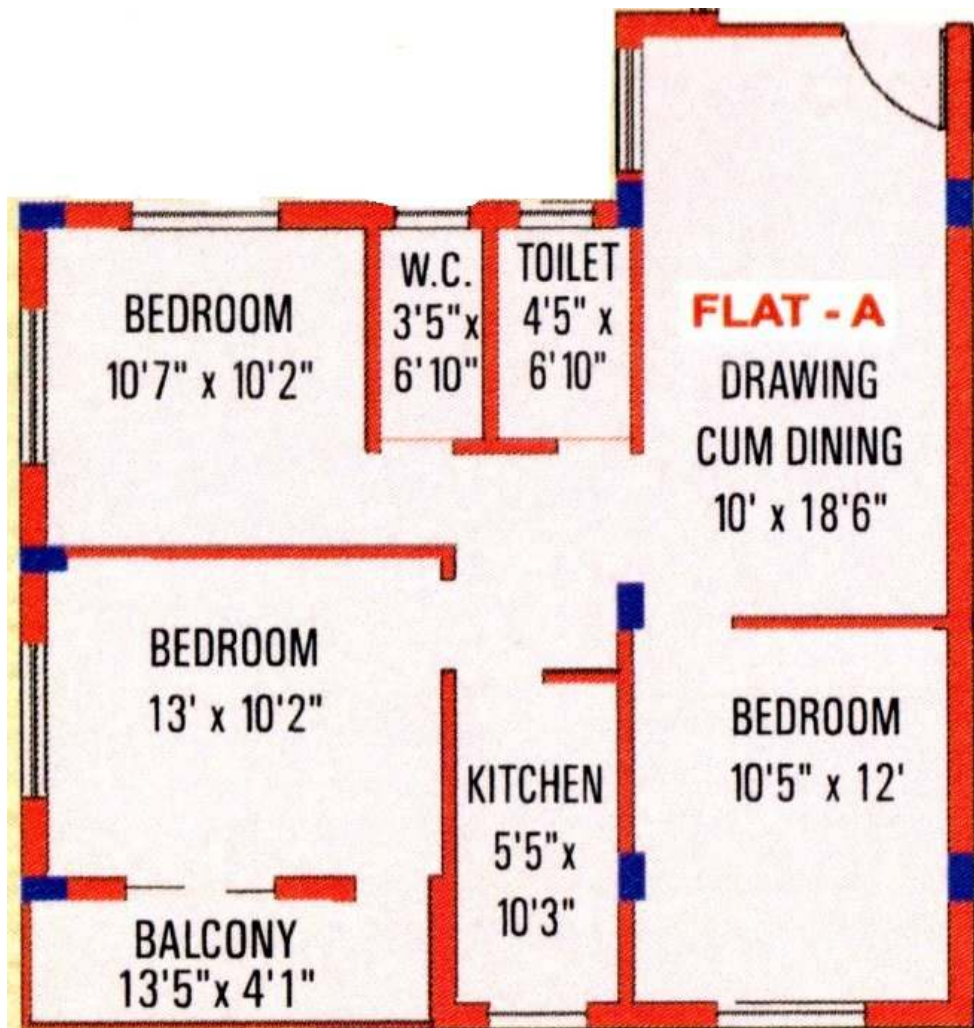 BEDROOM
10'7" x 10'2"
W.C.
3'5"x
6'10"
TOILET
4'5" x
6'10"
FLAT - A
DRAWING
CUM DINING
10' x 18'6"
BEDROOM
13' x 10'2"
KITCHEN
5'5"x
10'3"
BEDROOM
10'5" x 12'
BALCONY
13'5"x 4'1"